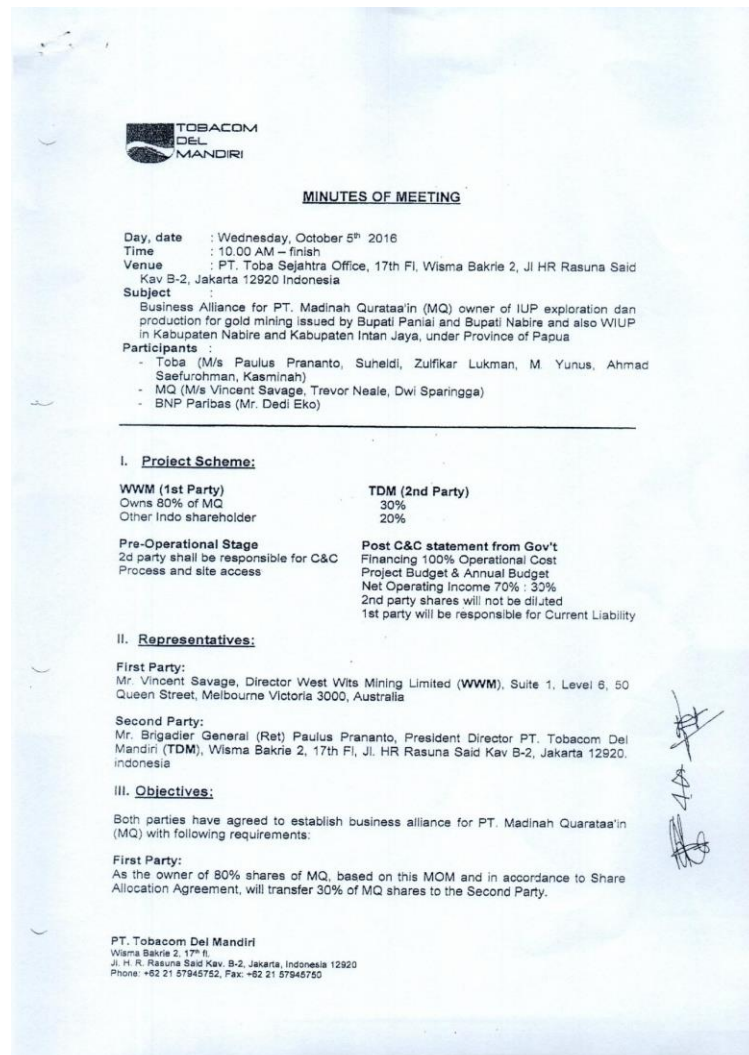 TOBACOM
DEL
MANDIRI
MINUTES OF MEETING
Day, date : Wednesday, October 5th 2016
Time : 10.00 AM – finish
Venue : PT. Toba Sejahtra Office, 17th Fl, Wisma Bakrie 2, Jl HR Rasuna Said
Kav B-2, Jakarta 12920 Indonesia
Subject :
Business Alliance for PT. Madinah Qurataa'in (MQ) owner of IUP exploration dan
production for gold mining issued by Bupati Paniai and Bupati Nabire and also WIUP
in Kabupaten Nabire and Kabupaten Intan Jaya, under Province of Papua
Participants :
- Toba (M/s Paulus Prananto, Suheldi, Zulfikar Lukman, M. Yunus, Ahmad
Saefurohman, Kasminah)
- MQ (M/s Vincent Savage, Trevor Neale, Dwi Sparingga)
- BNP Paribas (Mr. Dedi Eko)
I. Project Scheme:
WWM (1st Party) TDM (2nd Party)
Owns 80% of MQ 30%
Other Indo shareholder 20%
Pre-Operational Stage Post C&C statement from Gov't
2d party shall be responsible for C&C Financing 100% Operational Cost
Process and site access Project Budget & Annual Budget
Net Operating Income 70% : 30%
2nd party shares will not be diluted
1st party will be responsible for Current Liability
II. Representatives:
First Party:
Mr. Vincent Savage, Director West Wits Mining Limited (WWM), Suite 1, Level 6, 50
Queen Street, Melbourne Victoria 3000, Australia
Second Party:
Mr. Brigadier General (Ret) Paulus Prananto, President Director PT. Tobacom Del
Mandiri (TDM), Wisma Bakrie 2, 17th Fl, Jl. HR Rasuna Said Kav B-2, Jakarta 12920.
Indonesia
III. Objectives:
Both parties have agreed to establish business alliance for PT. Madinah Quarataa'in
(MQ) with following requirements:
First Party:
As the owner of 80% shares of MQ, based on this MOM and in accordance to Share
Allocation Agreement, will transfer 30% of MQ shares to the Second Party.
PT. Tobacom Del Mandiri
Wisma Bakrie 2, 17th fl.
Jl. H. R. Rasuna Said Kav. B-2, Jakarta, Indonesia 12920
Phone: +62 21 57945752, Fax: +62 21 57945750